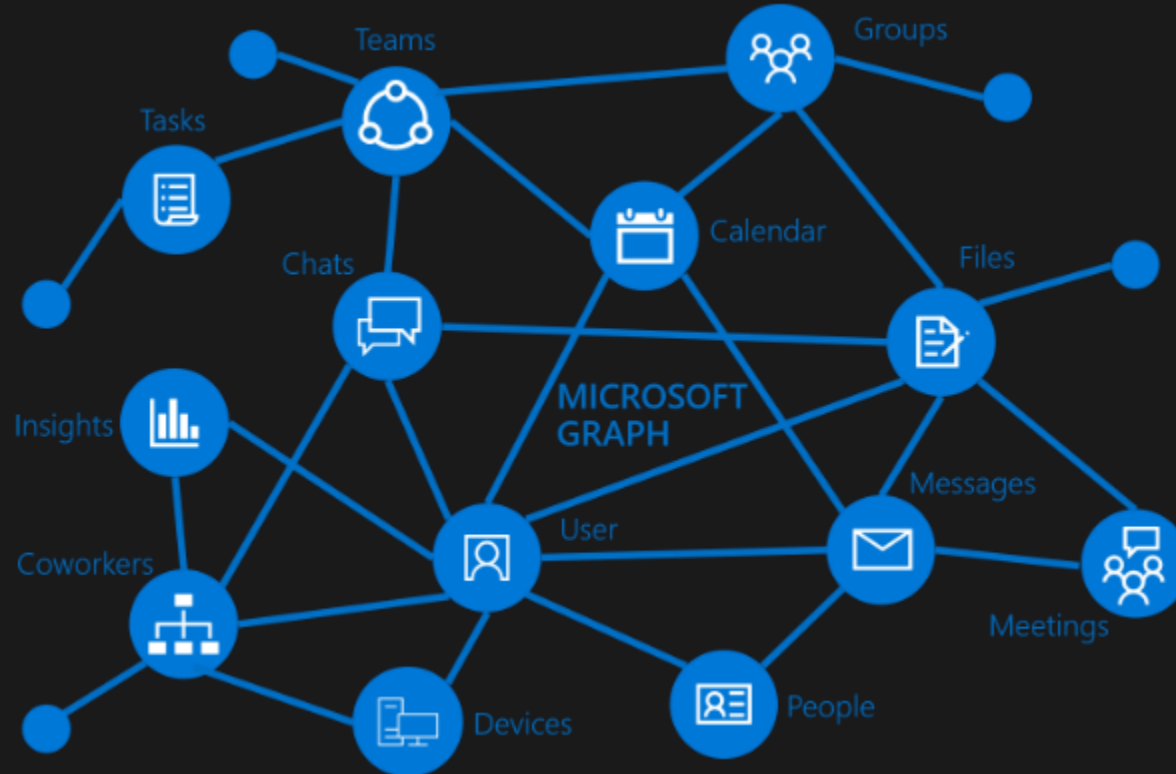 Groups
Teams
Tasks
Calendar
Files
Chats
MICROSOFT
GRAPH
Insights
Messages
User
Coworkers
Meetings
People
Devices